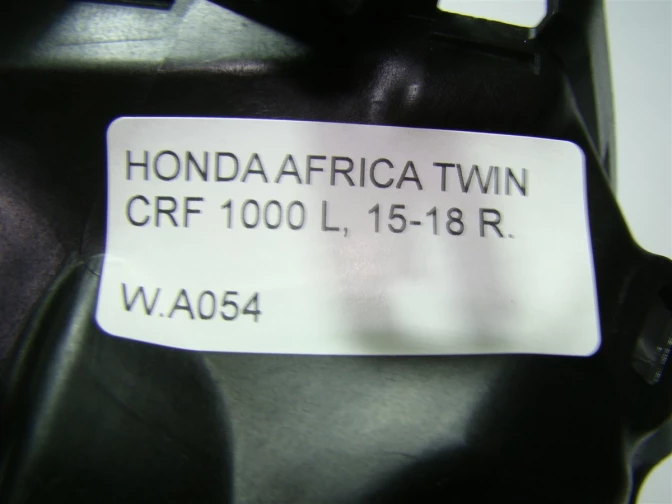 HONDA AFRICA TWIN
CRF 1000 L, 15-18 R.
W.A054